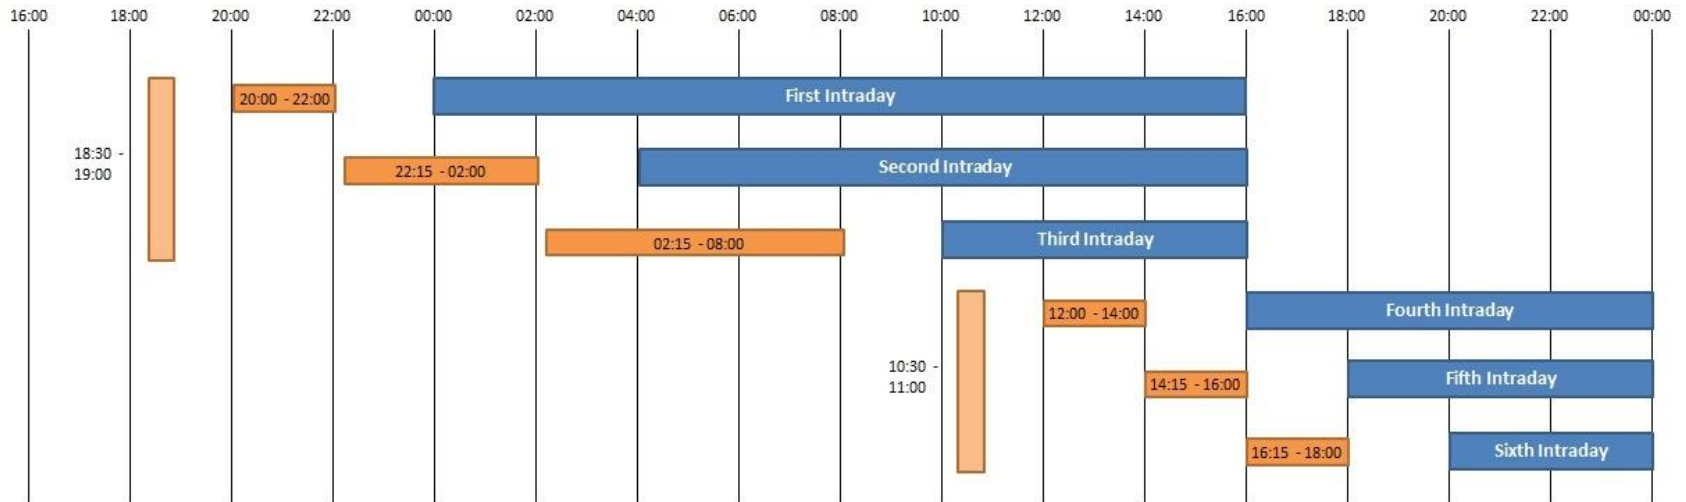 16:00 18:00 20:00 22:00 00:00 02:00 04:00 06:00 08:00 10:00 12:00 14:00 16:00 18:00 20:00 22:00 00:00
20:00 - 22:00 First Intraday
18:30 -
19:00
22:15 - 02:00 Second Intraday
02:15 - 08:00 Third Intraday
12:00 - 14:00 Fourth Intraday
10:30 -
11:00
14:15 - 16:00 Fifth Intraday
16:15 - 18:00 Sixth Intraday